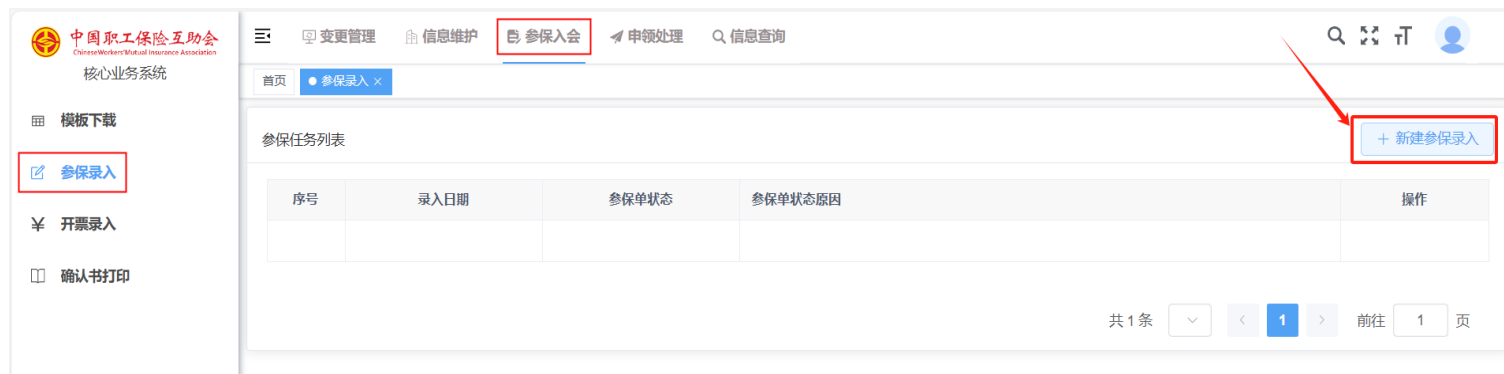 中国职工保险互助会
ChineseWorkers'Mutual Insurance Association
核心业务系统
变更管理 信息维护 参保入会 申领处理 信息查询
首页 参保录入 ×
模板下载
参保录入
开票录入
确认书打印
参保任务列表
+ 新建参保录入
序号 录入日期 参保单状态 参保单状态原因 操作
共 1 条 < 1 > 前往 1 页